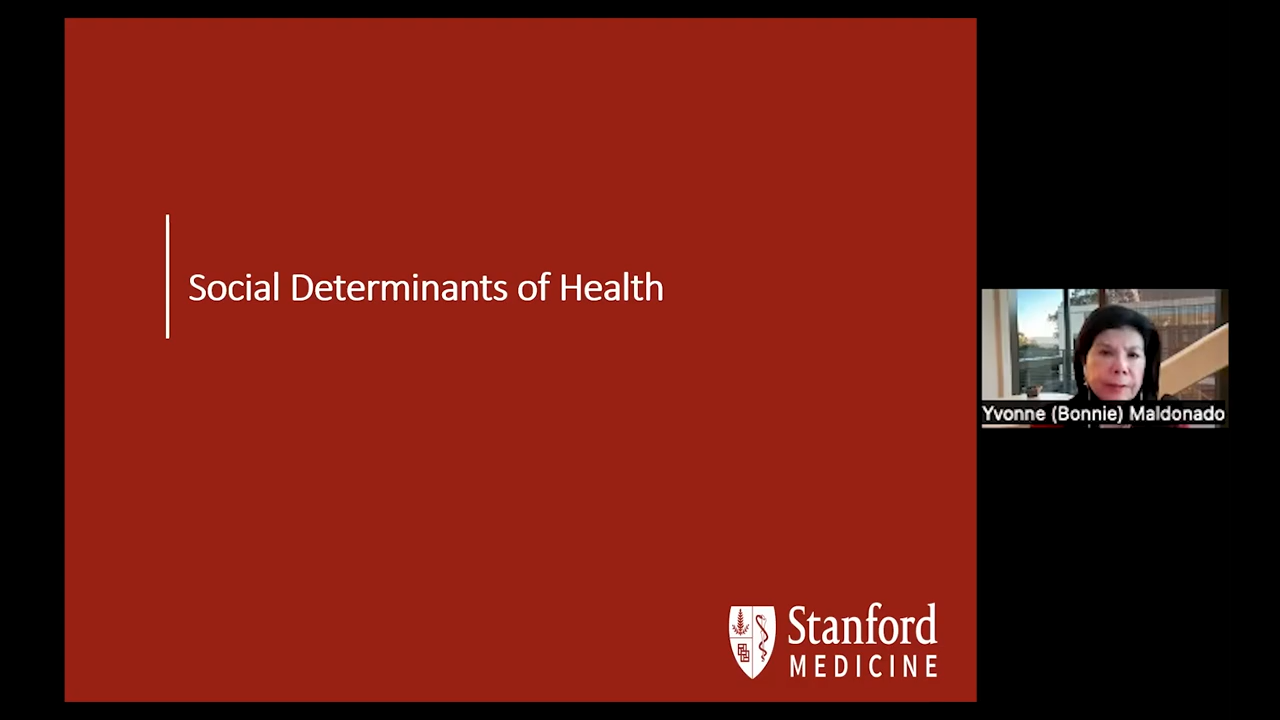 Social Determinants of Health
Yvonne (Bonnie) Maldonado
Stanford
MEDICINE